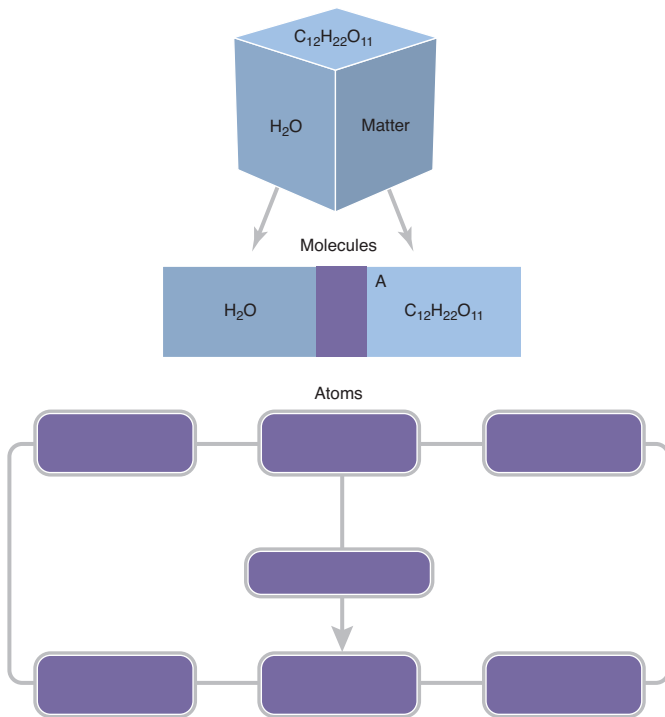 C₁₂H₂₂O₁₁
H₂O
Matter
Molecules
H₂O
A
C₁₂H₂₂O₁₁
Atoms